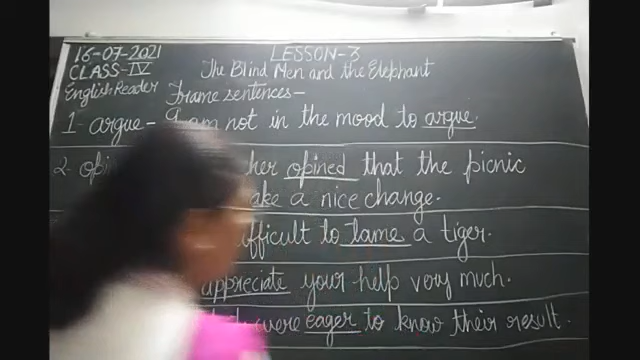 16-07-2021
CLASS-IV
English Reader
LESSON-3
The Blind Men and the Elephant
Frame sentences-
1- argue- I am not in the mood to argue.
2- her opined that the picnic
a nice change.
to tame a tiger.
appreciate your help very much.
were eager to know their result.